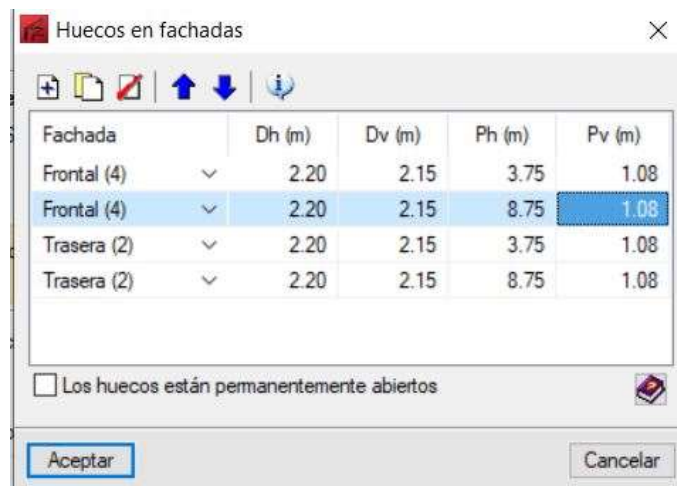 Huecos en fachadas
Fachada Dh (m) Dv (m) Ph (m) Pv (m)
Frontal (4) 2.20 2.15 3.75 1.08
Frontal (4) 2.20 2.15 8.75 1.08
Trasera (2) 2.20 2.15 3.75 1.08
Trasera (2) 2.20 2.15 8.75 1.08
Los huecos están permanentemente abiertos
Aceptar Cancelar